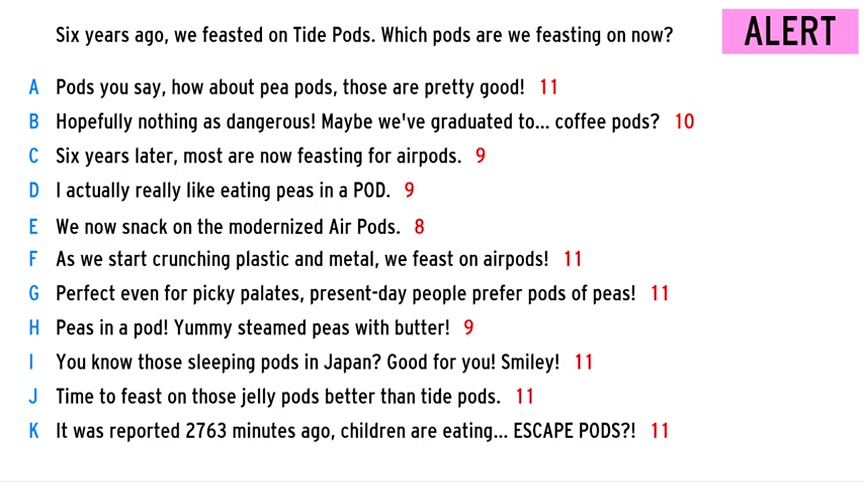 Six years ago, we feasted on Tide Pods. Which pods are we feasting on now? ALERT
A Pods you say, how about pea pods, those are pretty good! 11
B Hopefully nothing as dangerous! Maybe we've graduated to... coffee pods? 10
C Six years later, most are now feasting for airpods. 9
D I actually really like eating peas in a POD. 9
E We now snack on the modernized Air Pods. 8
F As we start crunching plastic and metal, we feast on airpods! 11
G Perfect even for picky palates, present-day people prefer pods of peas! 11
H Peas in a pod! Yummy steamed peas with butter! 9
I You know those sleeping pods in Japan? Good for you! Smiley! 11
J Time to feast on those jelly pods better than tide pods. 11
K It was reported 2763 minutes ago, children are eating... ESCAPE PODS?! 11